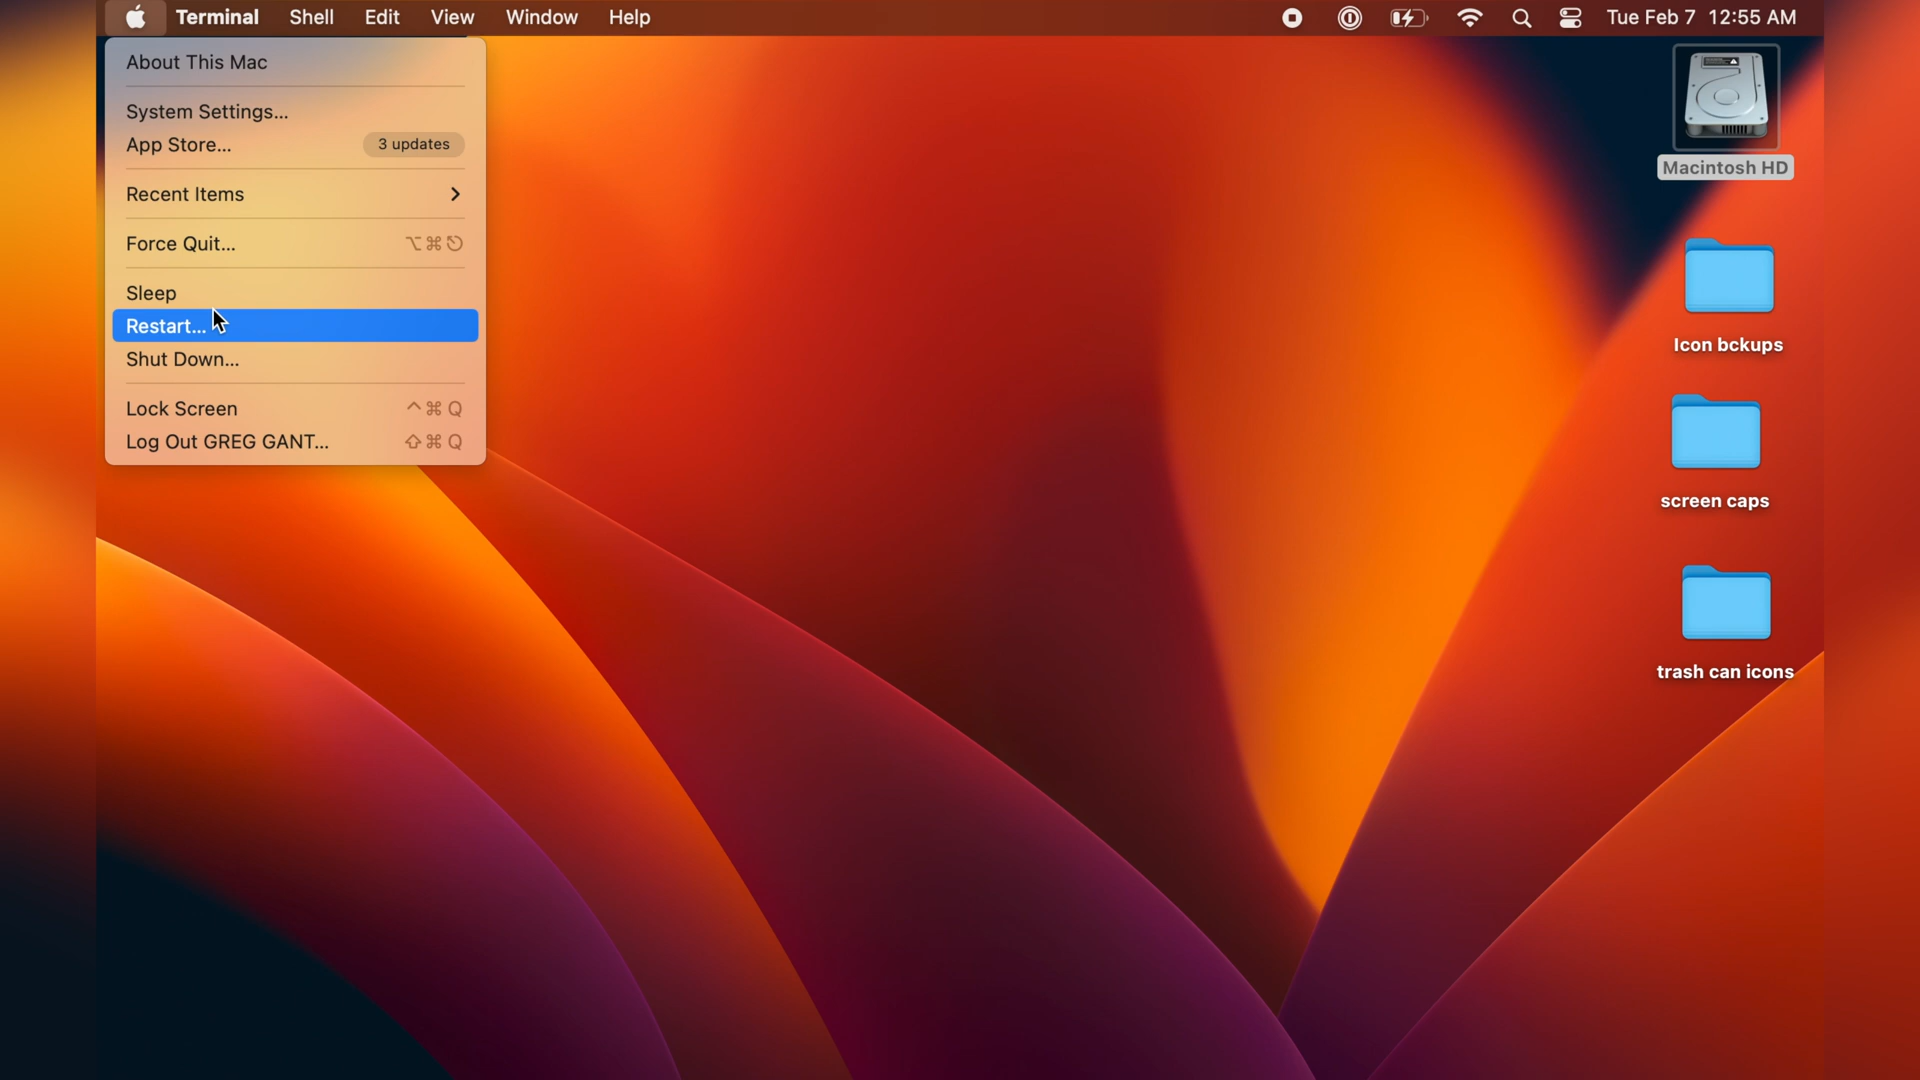 Terminal Shell Edit View Window Help Tue Feb 7 12:55 AM
About This Mac
System Settings...
App Store... 3 updates
Recent Items
Force Quit... ⌥⌘⎋
Sleep
Restart...
Shut Down...
Lock Screen ^⌘Q
Log Out GREG GANT... ⇧⌘Q
Macintosh HD
Icon bckups
screen caps
trash can icons